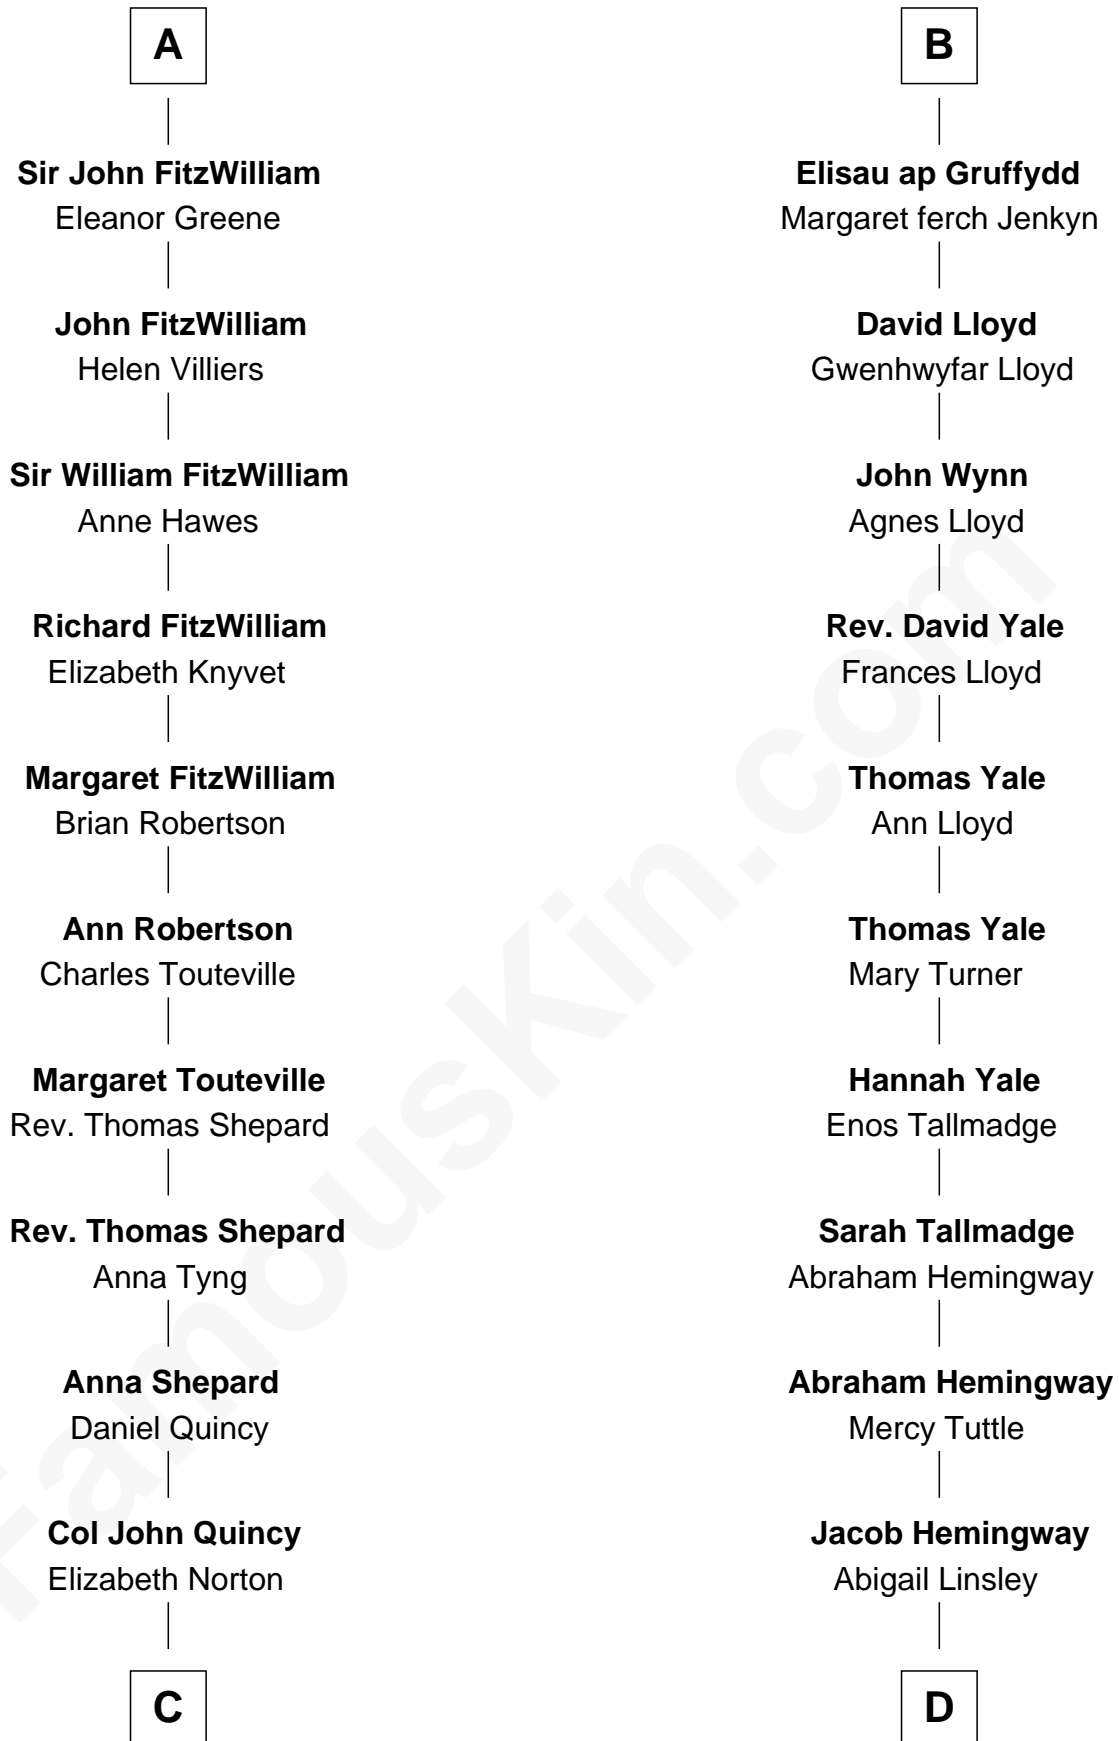 A
Sir John FitzWilliam
Eleanor Greene
John FitzWilliam
Helen Villiers
Sir William FitzWilliam
Anne Hawes
Richard FitzWilliam
Elizabeth Knyvet
Margaret FitzWilliam
Brian Robertson
Ann Robertson
Charles Touteville
Margaret Touteville
Rev. Thomas Shepard
Rev. Thomas Shepard
Anna Tyng
Anna Shepard
Daniel Quincy
Col John Quincy
Elizabeth Norton
C
B
Elisau ap Gruffydd
Margaret ferch Jenkyn
David Lloyd
Gwenhwyfar Lloyd
John Wynn
Agnes Lloyd
Rev. David Yale
Frances Lloyd
Thomas Yale
Ann Lloyd
Thomas Yale
Mary Turner
Hannah Yale
Enos Tallmadge
Sarah Tallmadge
Abraham Hemingway
Abraham Hemingway
Mercy Tuttle
Jacob Hemingway
Abigail Linsley
D
FamousKin.com